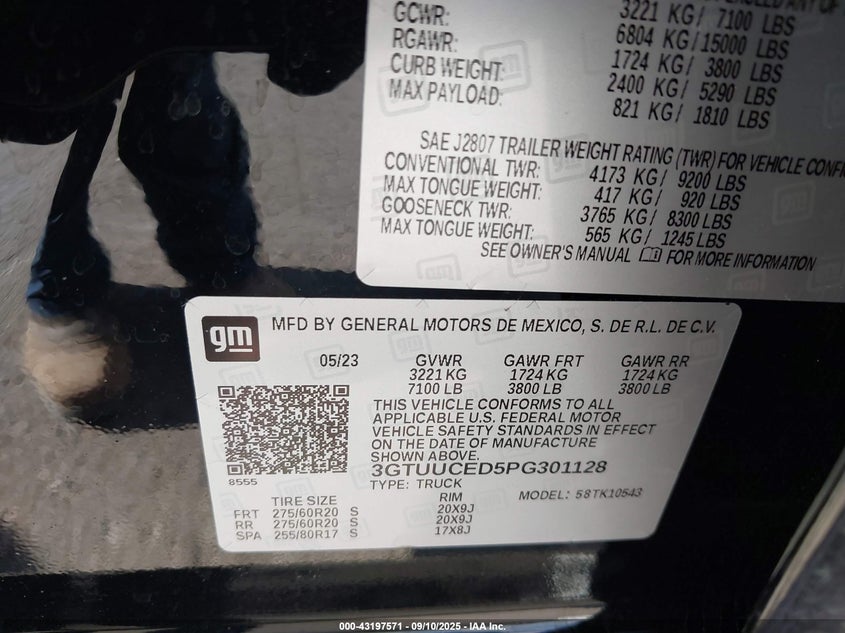 GCWR: 3221 KG/ 7100 LBS
RGAWR: 6804 KG/15000 LBS
CURB WEIGHT: 1724 KG/ 3800 LBS
MAX PAYLOAD: 2400 KG/ 5290 LBS
821 KG/ 1810 LBS
SAE J2807 TRAILER WEIGHT RATING (TWR) FOR VEHICLE
CONVENTIONAL TWR: 4173 KG/ 9200 LBS
MAX TONGUE WEIGHT: 417 KG/ 920 LBS
GOOSENECK TWR: 3765 KG/ 8300 LBS
MAX TONGUE WEIGHT: 565 KG/ 1245 LBS
SEE OWNER'S MANUAL FOR MORE INFORMATION
gm MFD BY GENERAL MOTORS DE MEXICO, S. DE R.L. DE C.V.
05/23 GVWR GAWR FRT GAWR RR
3221 KG 1724 KG 1724 KG
7100 LB 3800 LB 3800 LB
THIS VEHICLE CONFORMS TO ALL
APPLICABLE U.S. FEDERAL MOTOR
VEHICLE SAFETY STANDARDS IN EFFECT
ON THE DATE OF MANUFACTURE
SHOWN ABOVE.
8555 3GTUUCED5PG301128
TYPE: TRUCK MODEL: 58TK10543
TIRE SIZE RIM
FRT 275/60R20 S 20X9J
RR 275/60R20 S 20X9J
SPA 255/80R17 S 17X8J
000-43197571 - 09/10/2025 - IAA Inc.